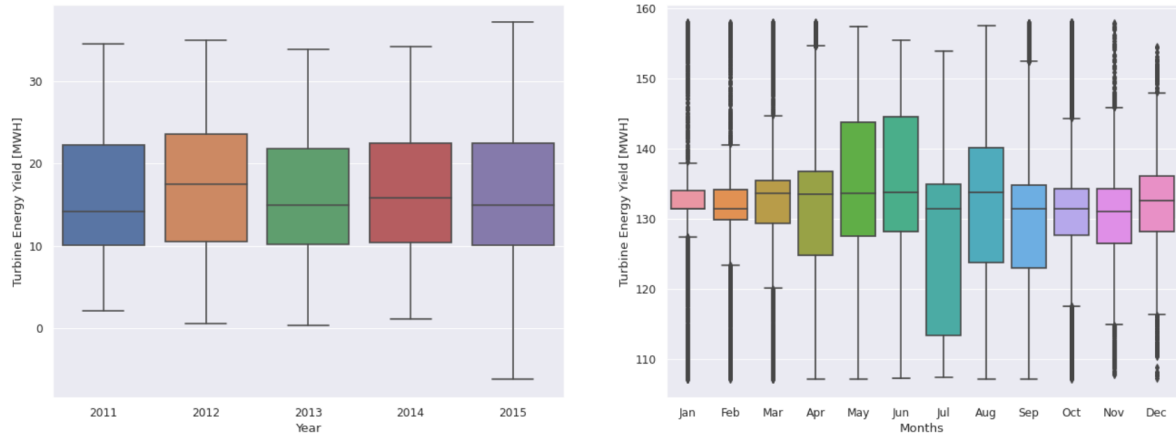 Turbine Energy Yield [MWH]
30
20
10
0
2011 2012 2013 2014 2015
Year
Turbine Energy Yield [MWH]
160
150
140
130
120
110
Jan Feb Mar Apr May Jun Jul Aug Sep Oct Nov Dec
Months